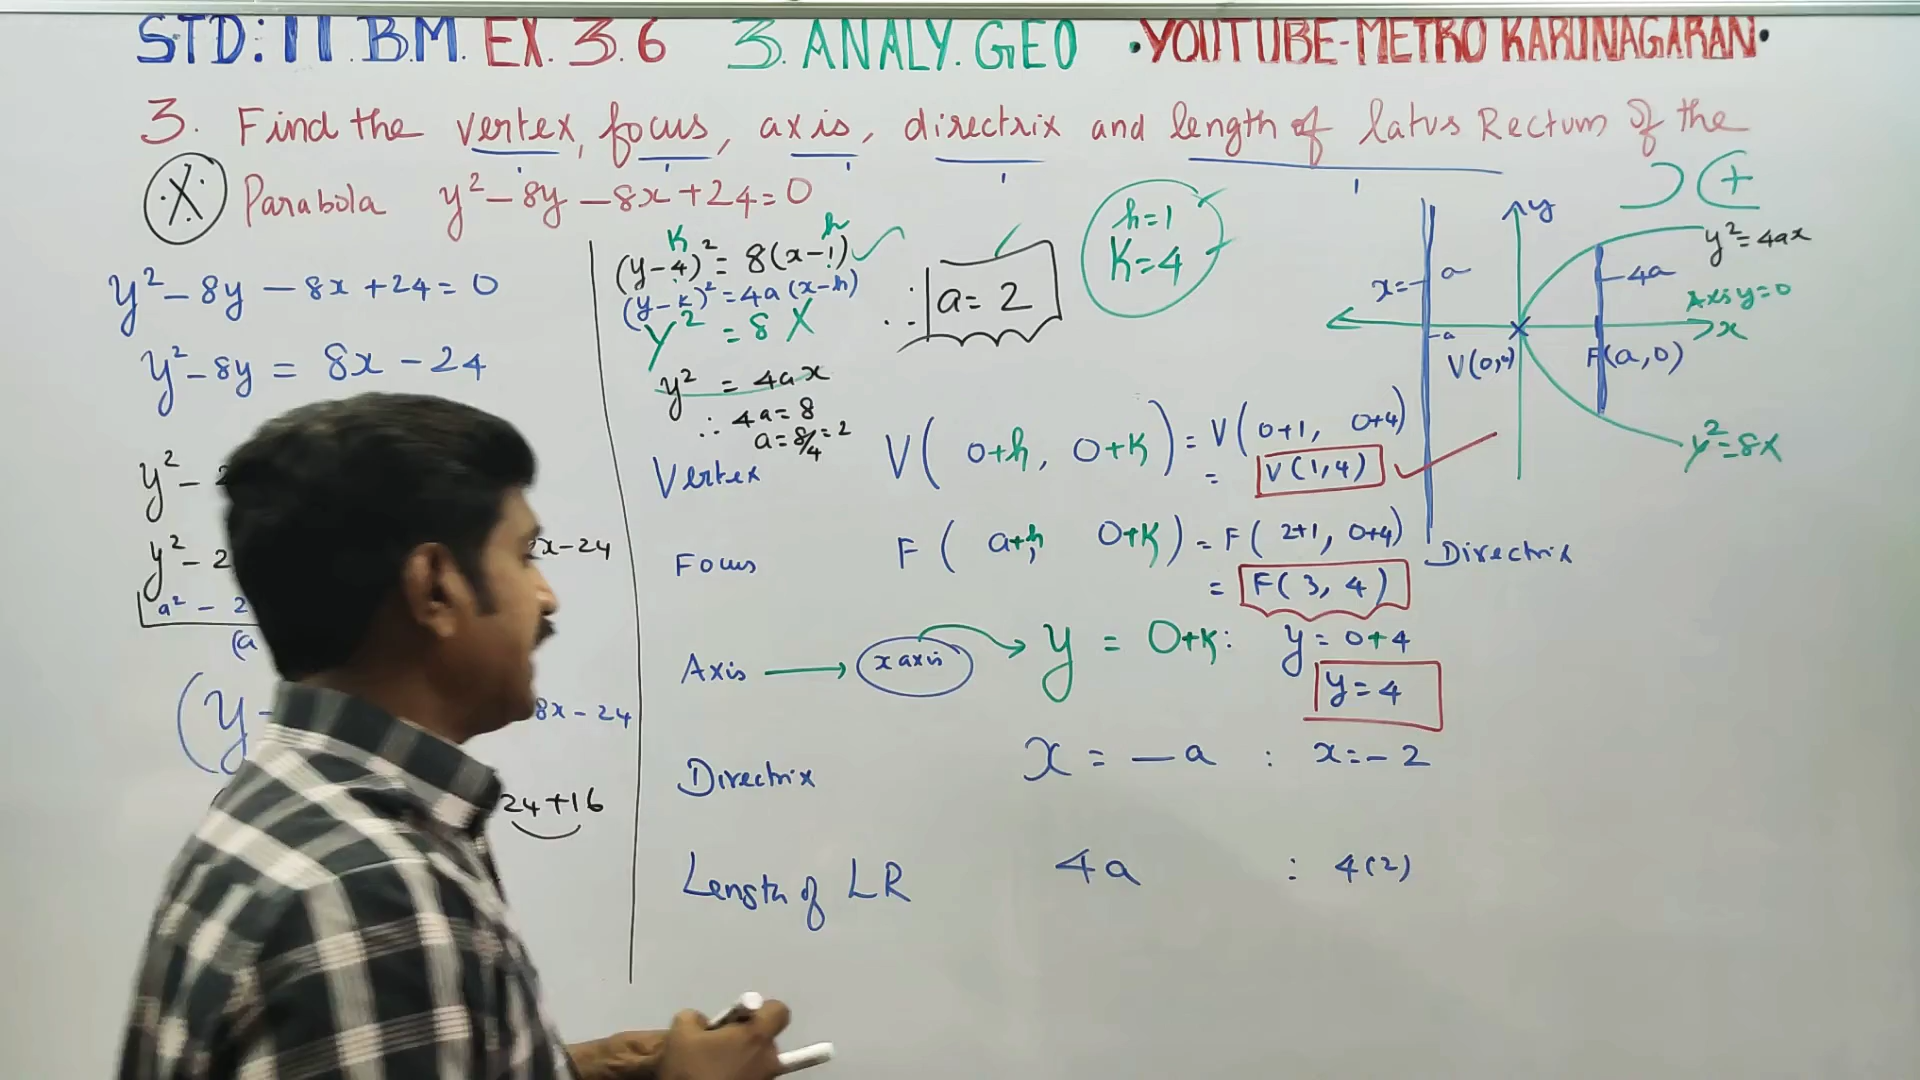 STD: 11. B.M. EX. 3.6 3. ANALY. GEO • YOUTUBE-METRO KARUNAGARAN •
3. Find the vertex, focus, axis, directrix and length of latus Rectum of the
X Parabola y² - 8y - 8x + 24 = 0
y² - 8y - 8x + 24 = 0
y² - 8y = 8x - 24
y² - 2
y² - 2 x - 24
a² - 2
(a
(y - 8x - 24
24 + 16
K h
(y - 4)² = 8(x - 1)
(y - k)² = 4a (x - h)
Y² = 8X
y² = 4ax
∴ 4a = 8
a = 8/4 = 2
∴ a = 2
h = 1
K = 4
Vertex V( 0+h, 0+K ) = V( 0+1, 0+4)
= V(1,4)
Focus F( a+h, 0+K ) = F( 2+1, 0+4)
= F( 3, 4 )
Axis → x axis → y = 0+K : y = 0+4
y = 4
Directrix x = -a : x = -2
Length of LR 4a : 4(2)
+
y
y² = 4ax
x = - a
4a
Axis y = 0
x
-a
V(0,0) F(a,0)
Y² = 8X
Directrix